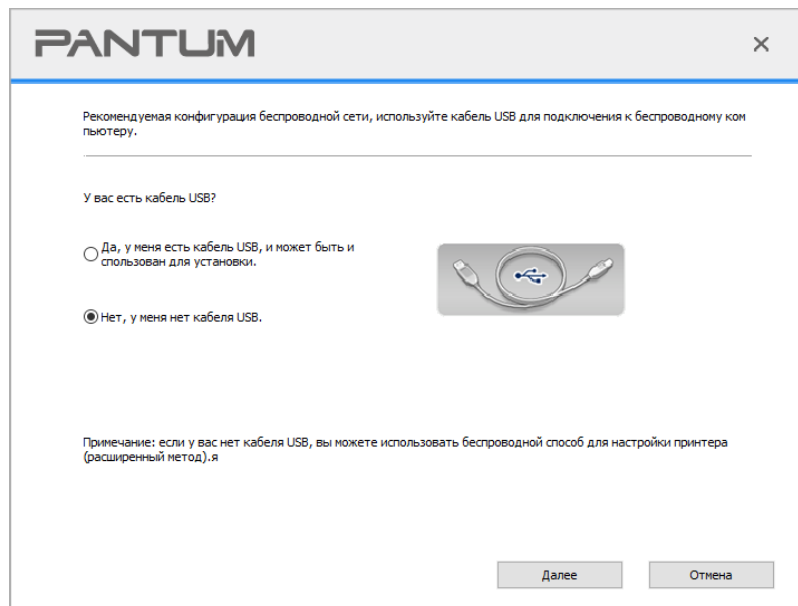 PANTUM
Рекомендуемая конфигурация беспроводной сети, используйте кабель USB для подключения к беспроводному ком
пьютеру.
У вас есть кабель USB?
Да, у меня есть кабель USB, и может быть и
спользован для установки.
Нет, у меня нет кабеля USB.
Примечание: если у вас нет кабеля USB, вы можете использовать беспроводной способ для настройки принтера
(расширенный метод).я
Далее
Отмена